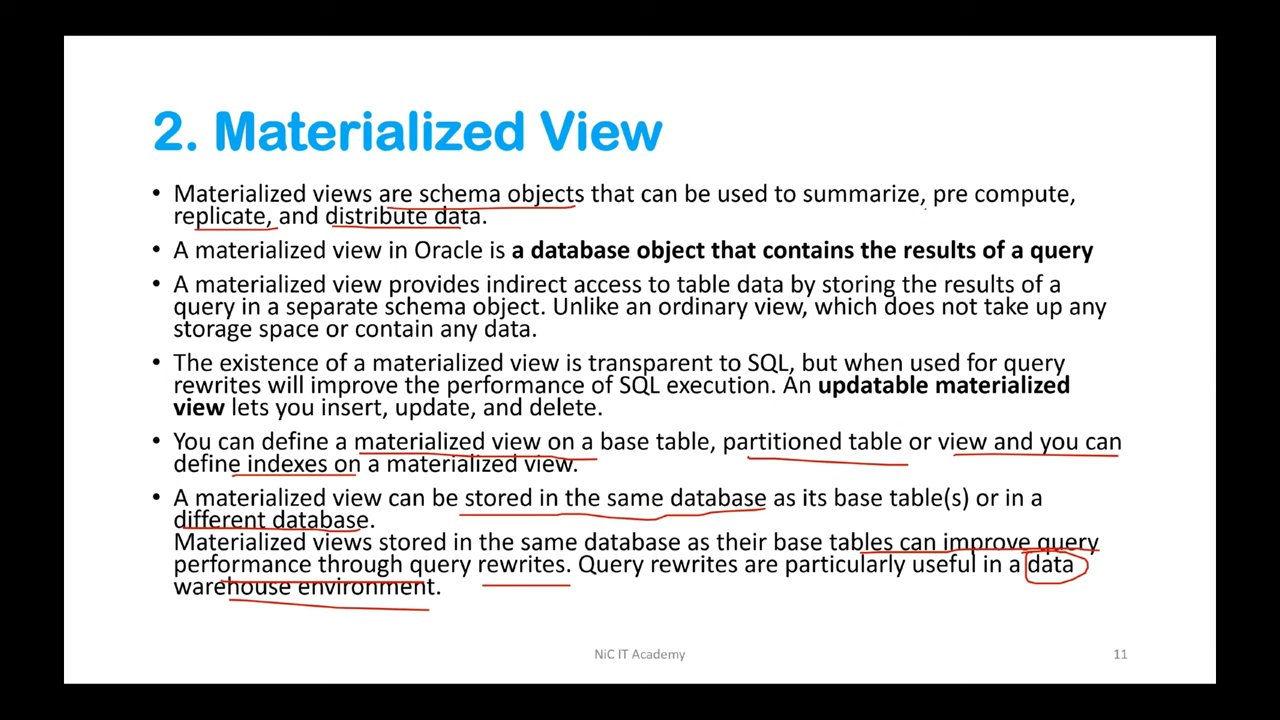 2. Materialized View
• Materialized views are schema objects that can be used to summarize, pre compute,
replicate, and distribute data.
• A materialized view in Oracle is a database object that contains the results of a query
• A materialized view provides indirect access to table data by storing the results of a
query in a separate schema object. Unlike an ordinary view, which does not take up any
storage space or contain any data.
• The existence of a materialized view is transparent to SQL, but when used for query
rewrites will improve the performance of SQL execution. An updatable materialized
view lets you insert, update, and delete.
• You can define a materialized view on a base table, partitioned table or view and you can
define indexes on a materialized view.
• A materialized view can be stored in the same database as its base table(s) or in a
different database.
Materialized views stored in the same database as their base tables can improve query
performance through query rewrites. Query rewrites are particularly useful in a data
warehouse environment.
NiC IT Academy
11